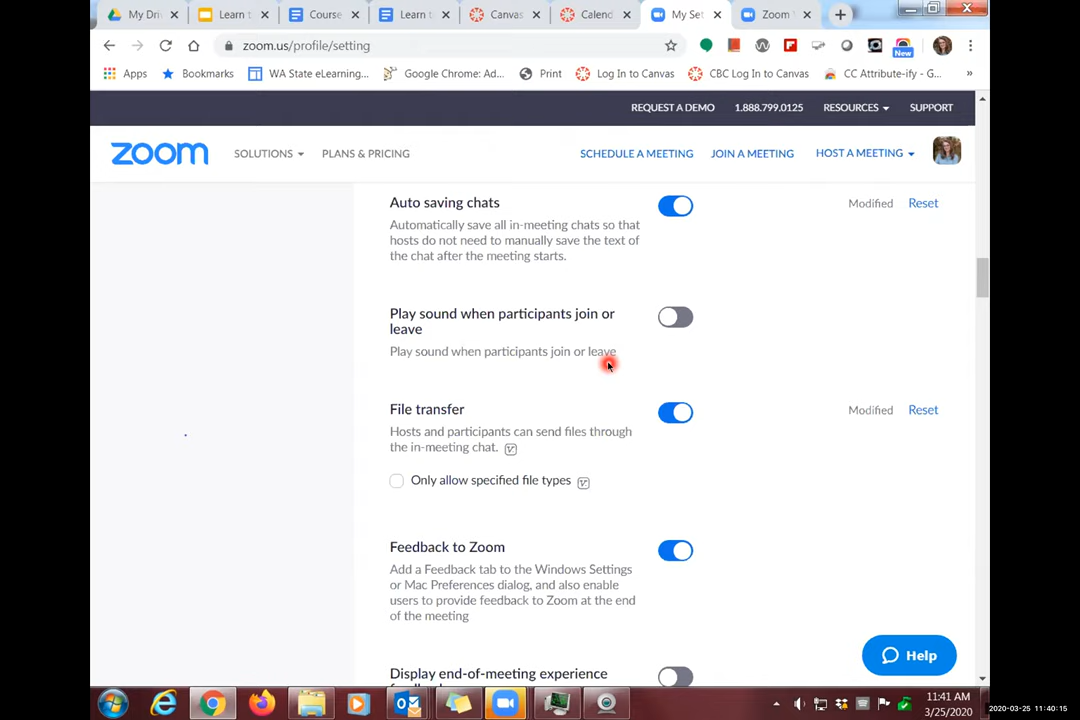 My Dri
Learn t
Course
Learn t
Canvas
Calend
My Set
Zoom
zoom.us/profile/setting
New
Apps
Bookmarks
WA State eLearning...
Google Chrome: Ad...
Print
Log In to Canvas
CBC Log In to Canvas
CC Attribute-ify - G...
»
REQUEST A DEMO
1.888.799.0125
RESOURCES
SUPPORT
zoom
SOLUTIONS
PLANS & PRICING
SCHEDULE A MEETING
JOIN A MEETING
HOST A MEETING
Auto saving chats
Modified
Reset
Automatically save all in-meeting chats so that
hosts do not need to manually save the text of
the chat after the meeting starts.
Play sound when participants join or
leave
Play sound when participants join or leave
File transfer
Modified
Reset
Hosts and participants can send files through
the in-meeting chat.
Only allow specified file types
Feedback to Zoom
Add a Feedback tab to the Windows Settings
or Mac Preferences dialog, and also enable
users to provide feedback to Zoom at the end
of the meeting
Help
Display end-of-meeting experience
11:41 AM
3/25/2020
2020-03-25 11:40:15